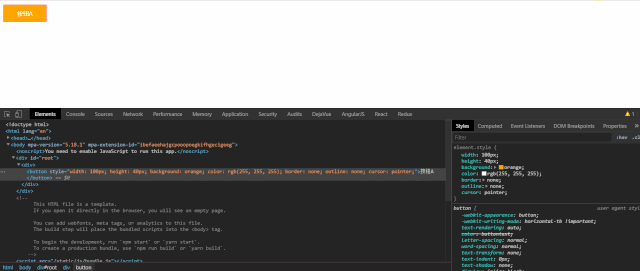 按钮A
Elements Console Sources Network Performance Memory Application Security Audits DejaVue AngularJS React Redux
1
<!doctype html>
<html lang="en">
<head>…</head>
<body mpa-version="5.18.1" mpa-extension-id=
<noscript>You need to enable JavaScript to run this app.</noscript>
<div id="root">
<div>
<button style="width: 100px; height: 40px; background: orange; color: rgb(255, 255, 255); border: none; outline: none; cursor: pointer;">按钮A
</button> == $0
</div>
</div>
<!--
This HTML file is a template.
If you open it directly in the browser, you will see an empty page.
You can add webfonts, meta tags, or analytics to this file.
The build step will place the bundled scripts into the <body> tag.
To begin the development, run `npm start` or `yarn start`.
To create a production bundle, use `npm run build` or `yarn build`.
-->
<script src="/static/js/bundle.js"></script>
html body div#root div button
Styles Computed Event Listeners DOM Breakpoints Properties
Filter :hov .cls
element.style {
width: 100px;
height: 40px;
background: orange;
color: rgb(255, 255, 255);
border: none;
outline: none;
cursor: pointer;
}
button { user agent sty
-webkit-appearance: button;
-webkit-writing-mode: horizontal-tb !important;
text-rendering: auto;
color: buttontext;
letter-spacing: normal;
word-spacing: normal;
text-transform: none;
text-indent: 0px;
text-shadow: none;